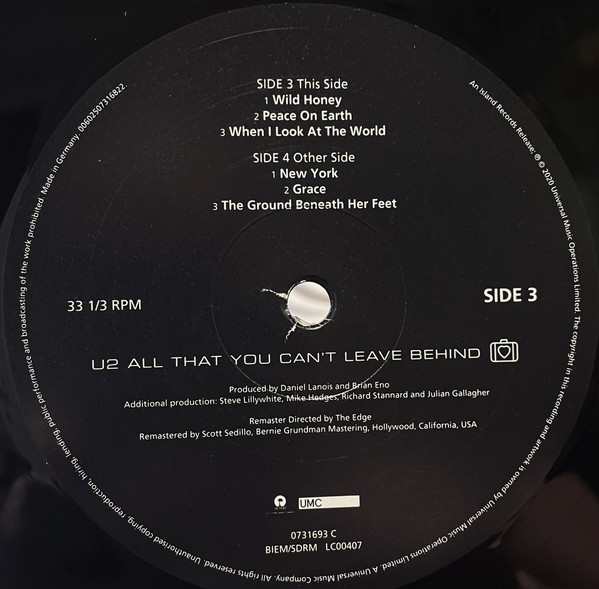 SIDE 3 This Side
1 Wild Honey
2 Peace On Earth
3 When I Look At The World
SIDE 4 Other Side
1 New York
2 Grace
3 The Ground Beneath Her Feet
33 1/3 RPM
SIDE 3
U2 ALL THAT YOU CAN'T LEAVE BEHIND
Produced by Daniel Lanois and Brian Eno
Additional production: Steve Lillywhite, Mike Hedges, Richard Stannard and Julian Gallagher
Remaster Directed by The Edge
Remastered by Scott Sedillo, Bernie Grundman Mastering, Hollywood, California, USA
UMC
0731693 C
BIEM/SDRM LC00407
An Island Records Release; ℗ © 2020 Universal Music Operations Limited. The copyright in this recording and artwork is owned by Universal Music Operations Limited. A Universal Music Company. All rights reserved. Unauthorised copying, reproduction, hiring, lending, public performance and broadcasting of the work prohibited. Made in Germany. 00602507316822.